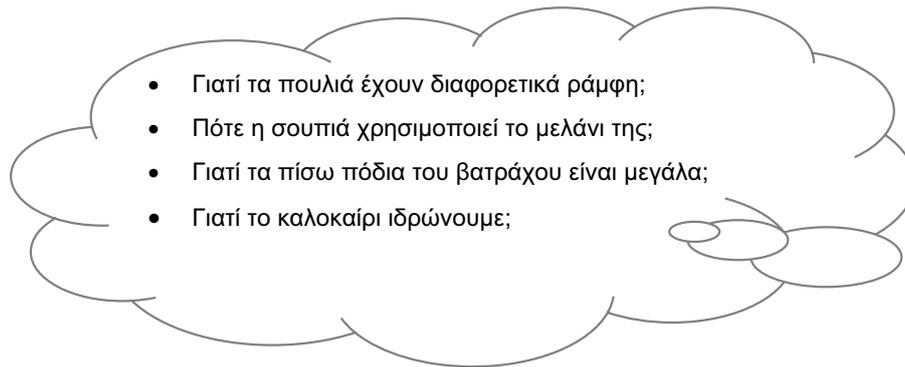 • Γιατί τα πουλιά έχουν διαφορετικά ράμφη;
• Πότε η σουπιά χρησιμοποιεί το μελάνι της;
• Γιατί τα πίσω πόδια του βατράχου είναι μεγάλα;
• Γιατί το καλοκαίρι ιδρώνουμε;